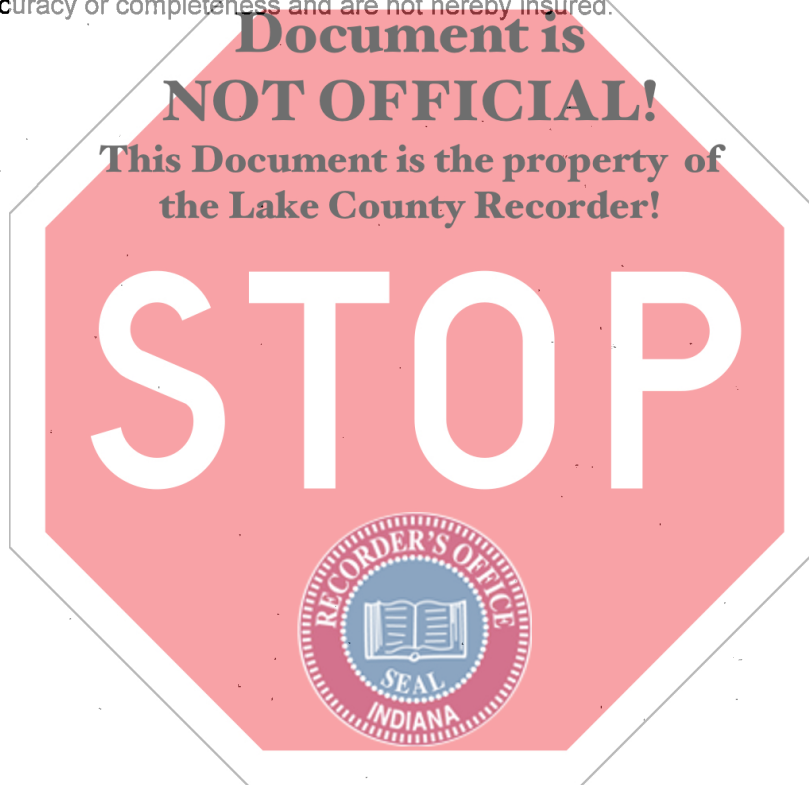 curacy or completeness and are not hereby insured.
Document is
NOT OFFICIAL!
This Document is the property of
the Lake County Recorder!
STOP
RECORDER'S OFFICE
SEAL
INDIANA